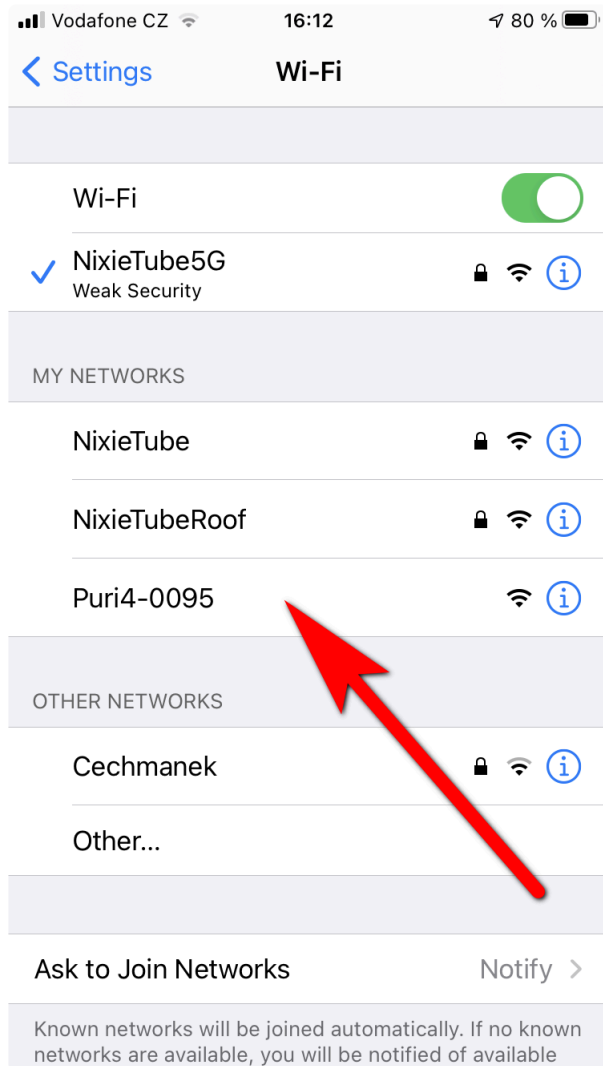 Vodafone CZ 16:12 80 %
Settings Wi-Fi
Wi-Fi
NixieTube5G
Weak Security
MY NETWORKS
NixieTube
NixieTubeRoof
Puri4-0095
OTHER NETWORKS
Cechmanek
Other...
Ask to Join Networks Notify
Known networks will be joined automatically. If no known
networks are available, you will be notified of available